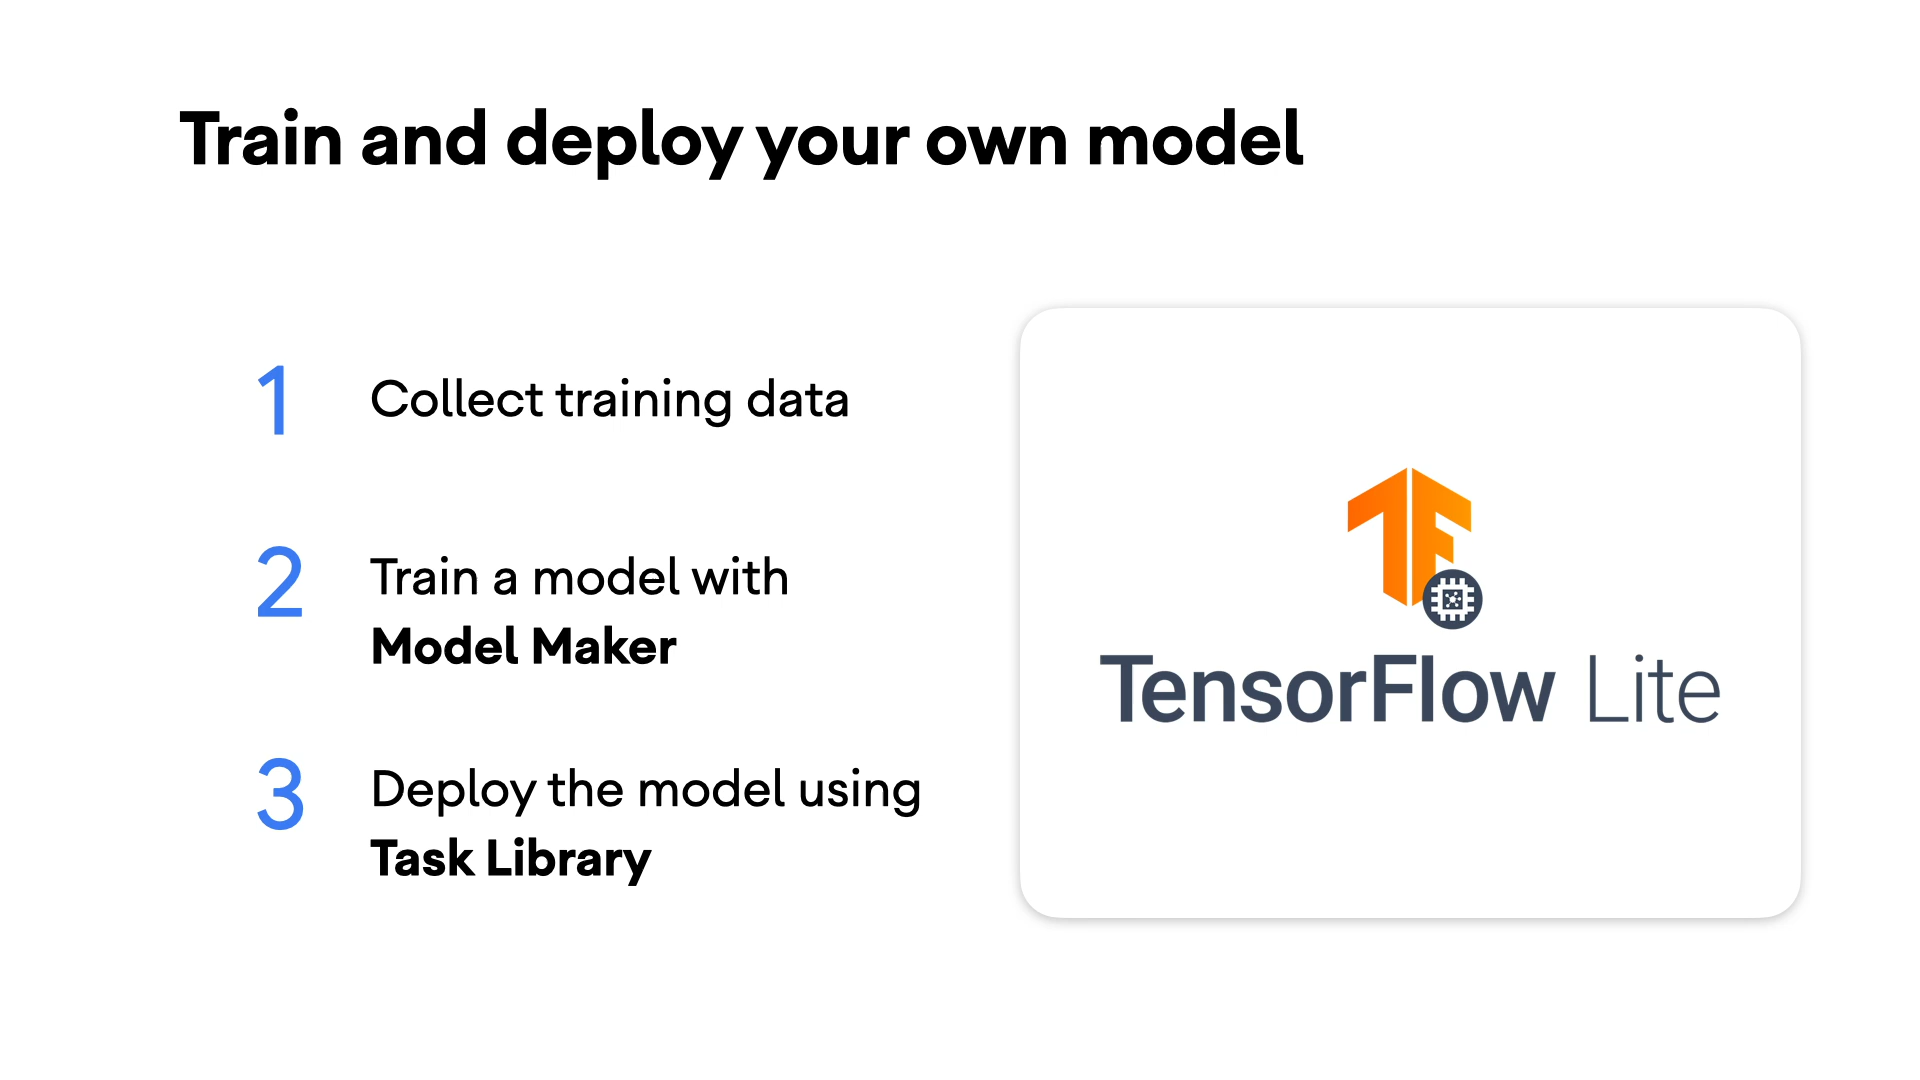 Train and deploy your own model
1 Collect training data
2 Train a model with
Model Maker
3 Deploy the model using
Task Library
TensorFlow Lite